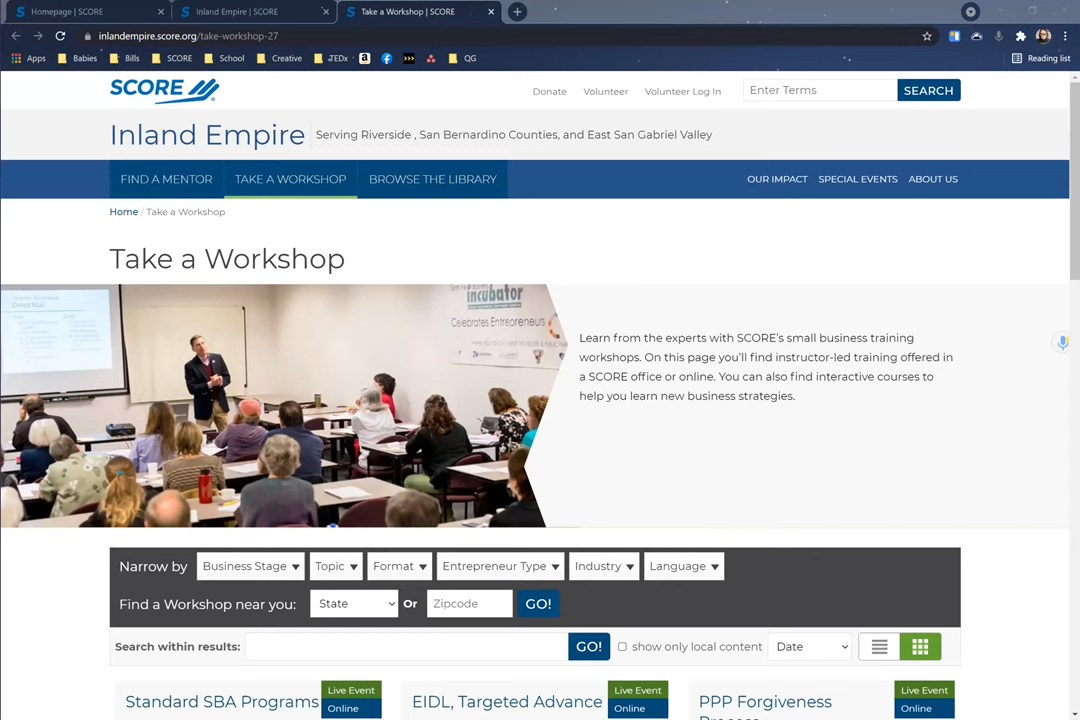 Homepage | SCORE
Inland Empire | SCORE
Take a Workshop | SCORE
inlandempire.score.org/take-workshop-27
Apps Babies Bills SCORE School Creative TEDx QG Reading list
SCORE
Donate Volunteer Volunteer Log In Enter Terms SEARCH
Inland Empire Serving Riverside , San Bernardino Counties, and East San Gabriel Valley
FIND A MENTOR TAKE A WORKSHOP BROWSE THE LIBRARY OUR IMPACT SPECIAL EVENTS ABOUT US
Home / Take a Workshop
Take a Workshop
Direct Mail
incubator
Celebrates Entrepreneurs
Learn from the experts with SCORE's small business training
workshops. On this page you'll find instructor-led training offered in
a SCORE office or online. You can also find interactive courses to
help you learn new business strategies.
Narrow by Business Stage Topic Format Entrepreneur Type Industry Language
Find a Workshop near you: State Or Zipcode GO!
Search within results: GO! show only local content Date
Standard SBA Programs Live Event Online
EIDL, Targeted Advance Live Event Online
PPP Forgiveness Process Live Event Online